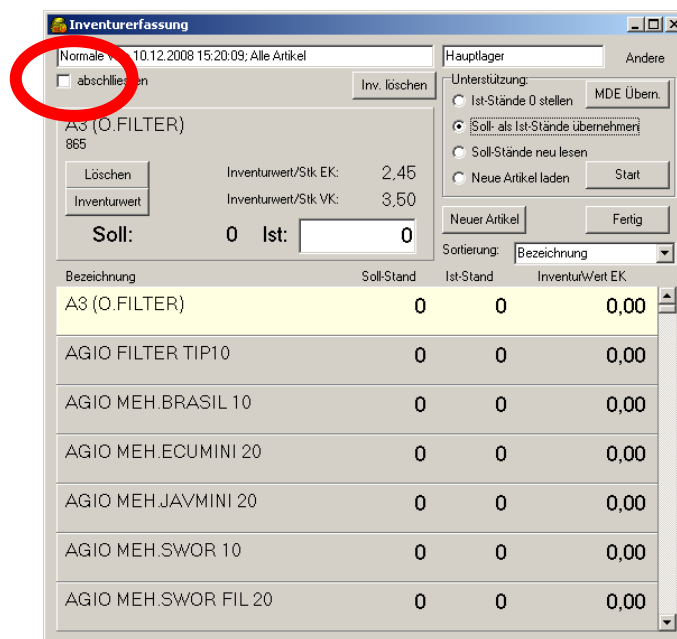 Inventurerfassung
Normale 10.12.2008 15:20:09; Alle Artikel
Hauptlager
Andere
abschlliessen
Inv. löschen
Unterstützung:
MDE Übern.
Ist-Stände 0 stellen
Soll- als Ist-Stände übernehmen
Soll-Stände neu lesen
Neue Artikel laden
Start
A3 (O.FILTER)
865
Löschen
Inventurwert/Stk EK: 2,45
Inventurwert
Inventurwert/Stk VK: 3,50
Soll: 0 Ist: 0
Neuer Artikel
Fertig
Sortierung: Bezeichnung
Bezeichnung Soll-Stand Ist-Stand InventurWert EK
A3 (O.FILTER) 0 0 0,00
AGIO FILTER TIP10 0 0 0,00
AGIO MEH.BRASIL 10 0 0 0,00
AGIO MEH.ECUMINI 20 0 0 0,00
AGIO MEH.JAVMINI 20 0 0 0,00
AGIO MEH.SWOR 10 0 0 0,00
AGIO MEH.SWOR FIL 20 0 0 0,00